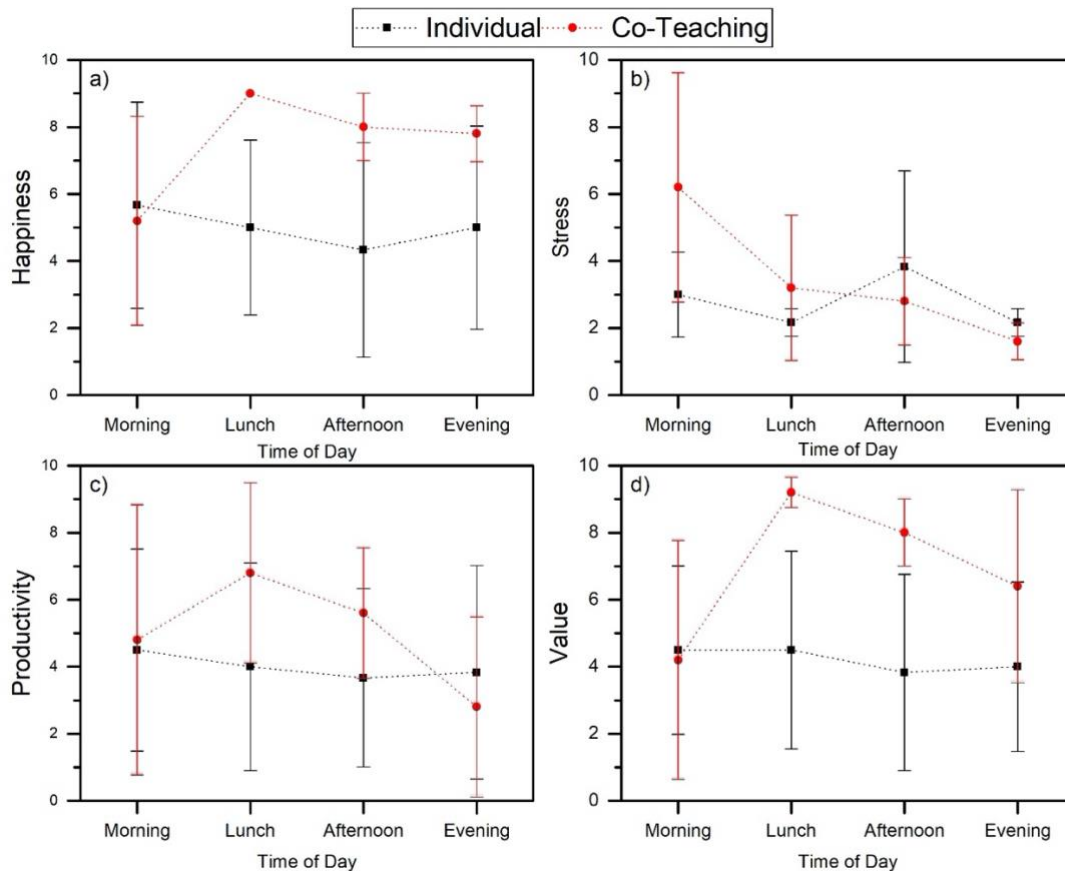 Individual Co-Teaching
a)
10
8
6
4
2
0
Happiness
Morning Lunch Afternoon Evening
Time of Day
b)
10
8
6
4
2
0
Stress
Morning Lunch Afternoon Evening
Time of Day
c)
10
8
6
4
2
0
Productivity
Morning Lunch Afternoon Evening
Time of Day
d)
10
8
6
4
2
0
Value
Morning Lunch Afternoon Evening
Time of Day